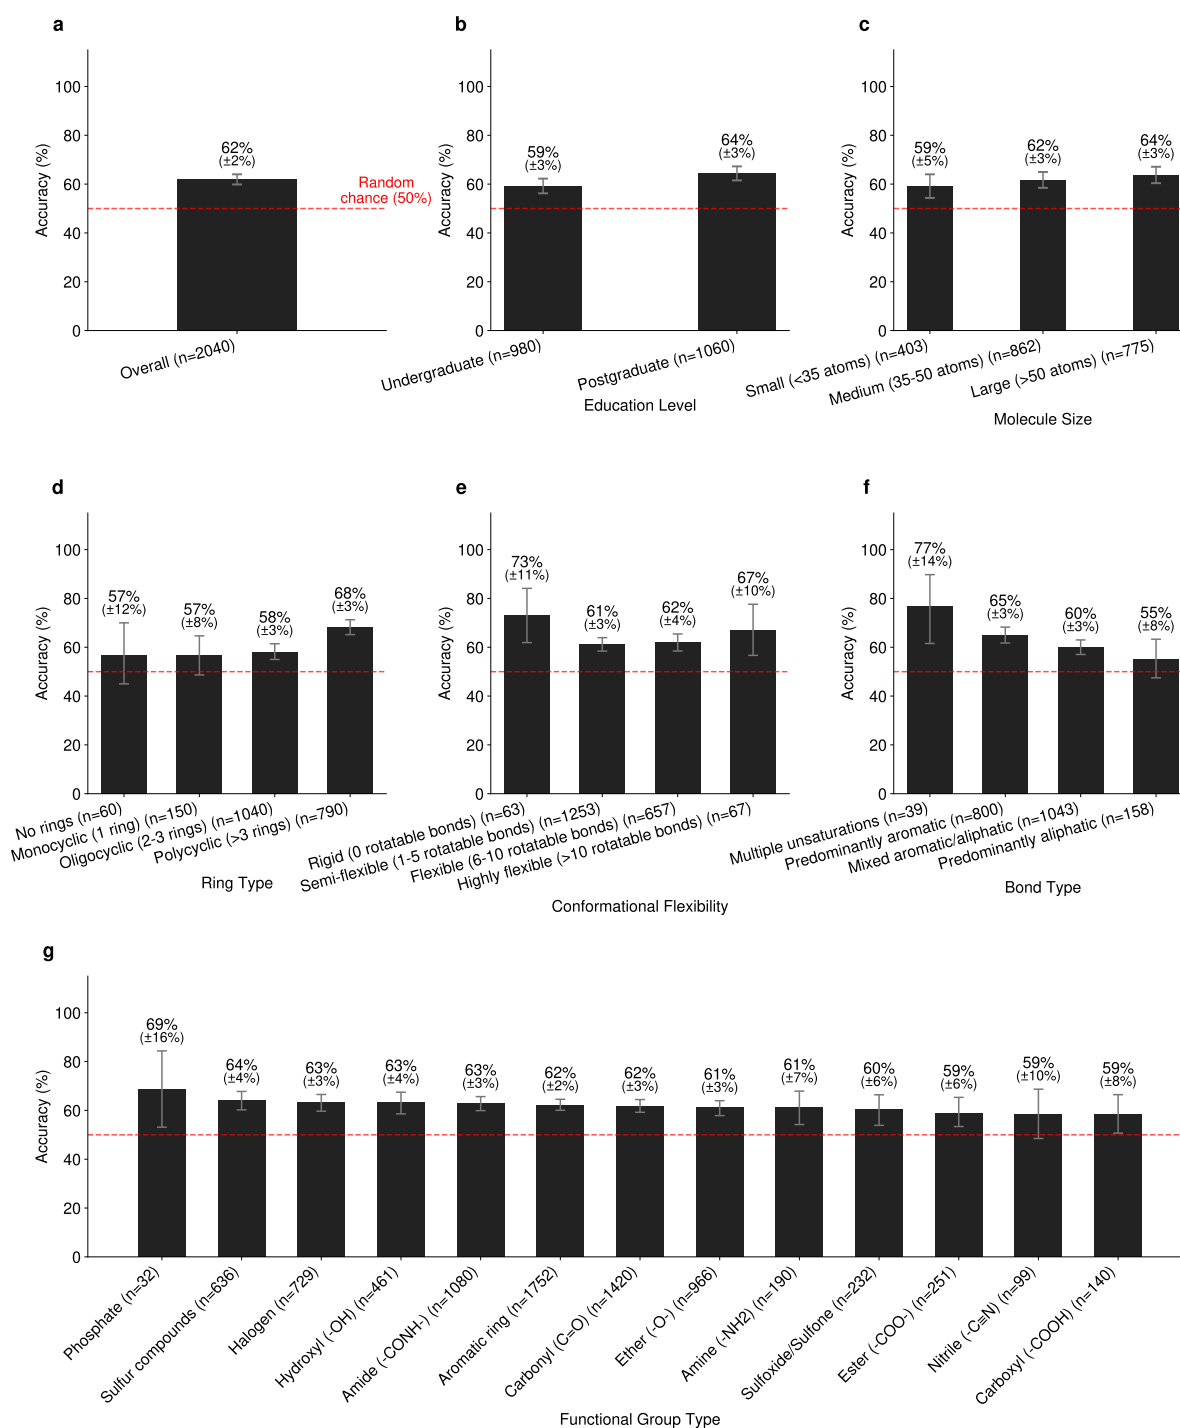 a
Accuracy (%)
100
80
60
40
20
0
62%
(±2%)
Random
chance (50%)
Overall (n=2040)
b
Accuracy (%)
100
80
60
40
20
0
59%
(±3%)
64%
(±3%)
Undergraduate (n=980)
Postgraduate (n=1060)
Education Level
c
Accuracy (%)
100
80
60
40
20
0
59%
(±5%)
62%
(±3%)
64%
(±3%)
Small (<35 atoms) (n=403)
Medium (35-50 atoms) (n=862)
Large (>50 atoms) (n=775)
Molecule Size
d
Accuracy (%)
100
80
60
40
20
0
57%
(±12%)
57%
(±8%)
58%
(±3%)
68%
(±3%)
No rings (n=60)
Monocyclic (1 ring) (n=150)
Oligocyclic (2-3 rings) (n=1040)
Polycyclic (>3 rings) (n=790)
Ring Type
e
Accuracy (%)
100
80
60
40
20
0
73%
(±11%)
61%
(±3%)
62%
(±4%)
67%
(±10%)
Rigid (0 rotatable bonds) (n=63)
Semi-flexible (1-5 rotatable bonds) (n=1253)
Flexible (6-10 rotatable bonds) (n=657)
Highly flexible (>10 rotatable bonds) (n=67)
Conformational Flexibility
f
Accuracy (%)
100
80
60
40
20
0
77%
(±14%)
65%
(±3%)
60%
(±3%)
55%
(±8%)
Multiple unsaturations (n=39)
Predominantly aromatic (n=800)
Mixed aromatic/aliphatic (n=1043)
Predominantly aliphatic (n=158)
Bond Type
g
Accuracy (%)
100
80
60
40
20
0
69%
(±16%)
64%
(±4%)
63%
(±3%)
63%
(±4%)
63%
(±3%)
62%
(±2%)
62%
(±3%)
61%
(±3%)
61%
(±7%)
60%
(±6%)
59%
(±6%)
59%
(±10%)
59%
(±8%)
Phosphate (n=32)
Sulfur compounds (n=636)
Halogen (n=729)
Hydroxyl (-OH) (n=461)
Amide (-CONH-) (n=1080)
Aromatic ring (n=1752)
Carbonyl (C=O) (n=1420)
Ether (-O-) (n=966)
Amine (-NH2) (n=190)
Sulfoxide/Sulfone (n=232)
Ester (-COO-) (n=251)
Nitrile (-C≡N) (n=99)
Carboxyl (-COOH) (n=140)
Functional Group Type